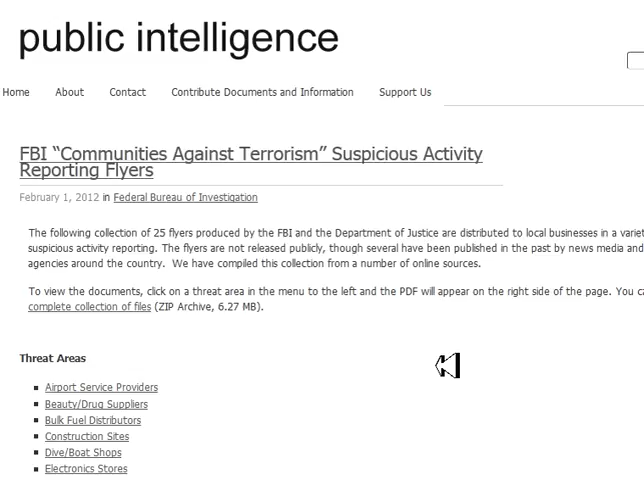 public intelligence
Home About Contact Contribute Documents and Information Support Us
FBI “Communities Against Terrorism” Suspicious Activity
Reporting Flyers
February 1, 2012 in Federal Bureau of Investigation
The following collection of 25 flyers produced by the FBI and the Department of Justice are distributed to local businesses in a
suspicious activity reporting. The flyers are not released publicly, though several have been published in the past by news media and
agencies around the country. We have compiled this collection from a number of online sources.
To view the documents, click on a threat area in the menu to the left and the PDF will appear on the right side of the page. You
complete collection of files (ZIP Archive, 6.27 MB).
Threat Areas
Airport Service Providers
Beauty/Drug Suppliers
Bulk Fuel Distributors
Construction Sites
Dive/Boat Shops
Electronics Stores